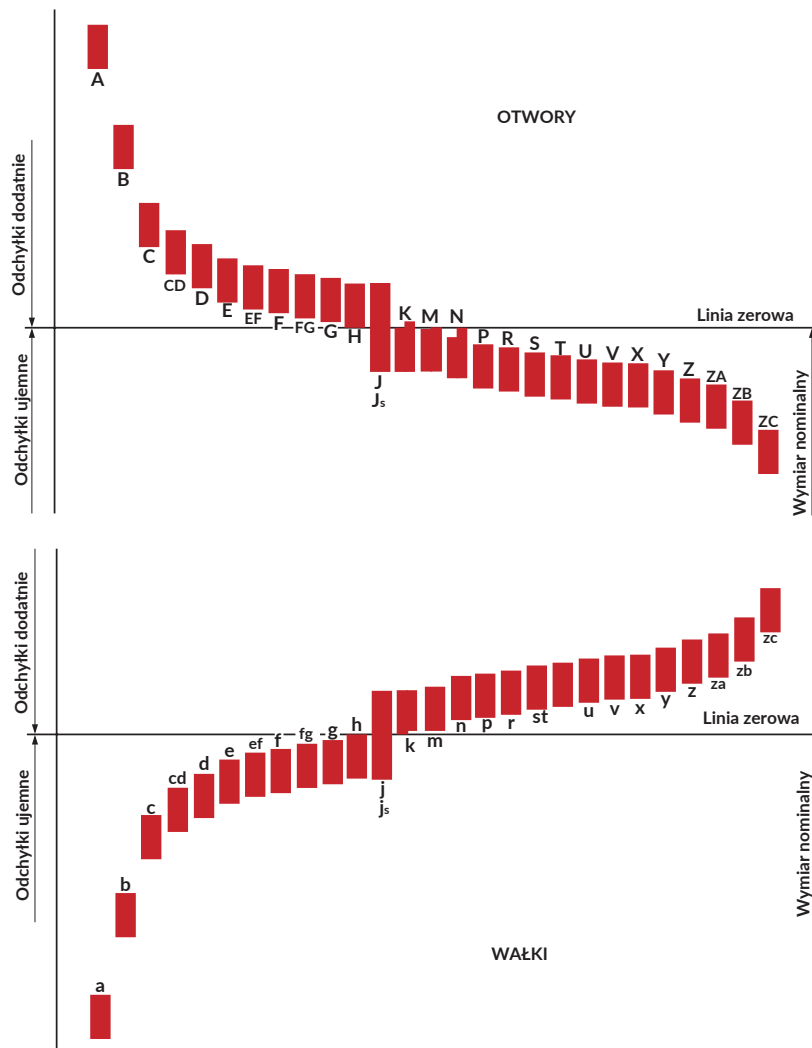 A
OTWORY
B
Odchyłki dodatnie
C
CD
D
E
EF
F
FG
G
H
K
M
N
Linia zerowa
P
R
S
T
U
V
X
Y
Z
ZA
ZB
ZC
J
Js
Odchyłki ujemne
Wymiar nominalny
Odchyłki dodatnie
zc
zb
za
z
y
x
v
u
st
r
p
n
m
k
Linia zerowa
h
g
fg
f
ef
e
d
cd
c
j
js
Odchyłki ujemne
Wymiar nominalny
b
WAŁKI
a